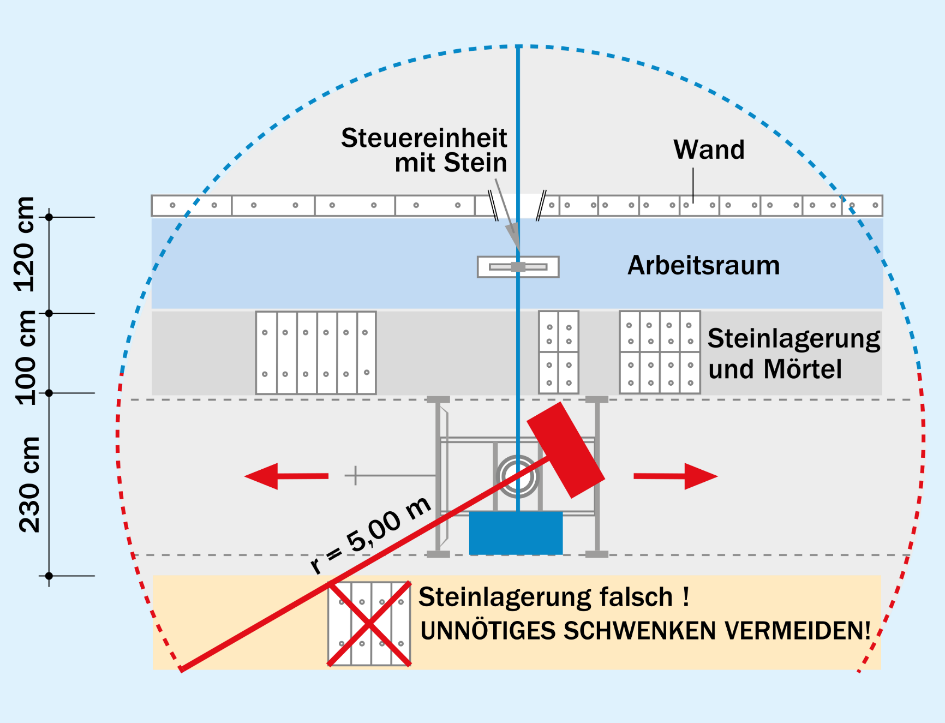 Steuereinheit
mit Stein
Wand
120 cm
Arbeitsraum
100 cm
Steinlagerung
und Mörtel
230 cm
r = 5,00 m
Steinlagerung falsch !
UNNÖTIGES SCHWENKEN VERMEIDEN!